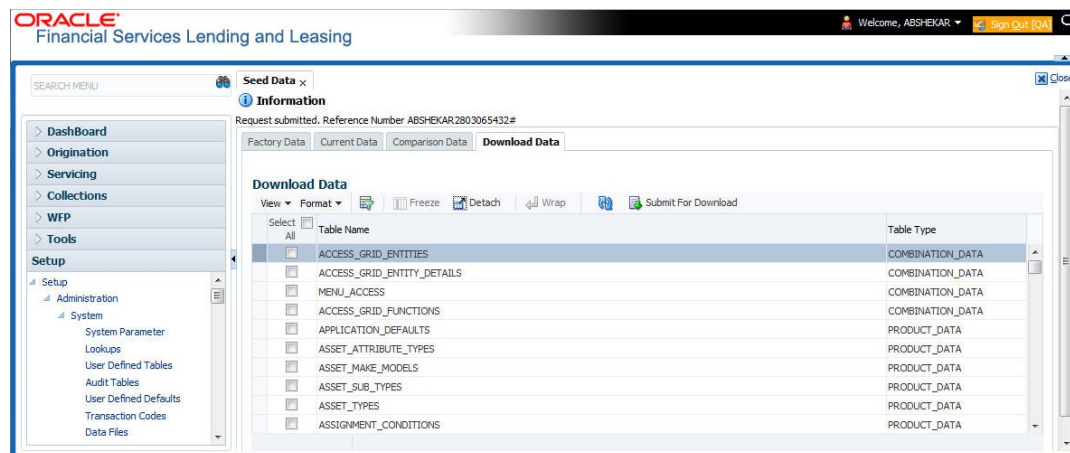 ORACLE®
Financial Services Lending and Leasing
Welcome, ABSHEKAR
Sign Out [QA]
SEARCH MENU
DashBoard
Origination
Servicing
Collections
WFP
Tools
Setup
Setup
Administration
System
System Parameter
Lookups
User Defined Tables
Audit Tables
User Defined Defaults
Transaction Codes
Data Files
Seed Data
Close
Information
Request submitted. Reference Number ABSHEKAR2803065432#
Factory Data Current Data Comparison Data Download Data
Download Data
View Format Freeze Detach Wrap Submit For Download
Select All Table Name Table Type
ACCESS_GRID_ENTITIES COMBINATION_DATA
ACCESS_GRID_ENTITY_DETAILS COMBINATION_DATA
MENU_ACCESS COMBINATION_DATA
ACCESS_GRID_FUNCTIONS COMBINATION_DATA
APPLICATION_DEFAULTS PRODUCT_DATA
ASSET_ATTRIBUTE_TYPES PRODUCT_DATA
ASSET_MAKE_MODELS PRODUCT_DATA
ASSET_SUB_TYPES PRODUCT_DATA
ASSET_TYPES PRODUCT_DATA
ASSIGNMENT_CONDITIONS PRODUCT_DATA